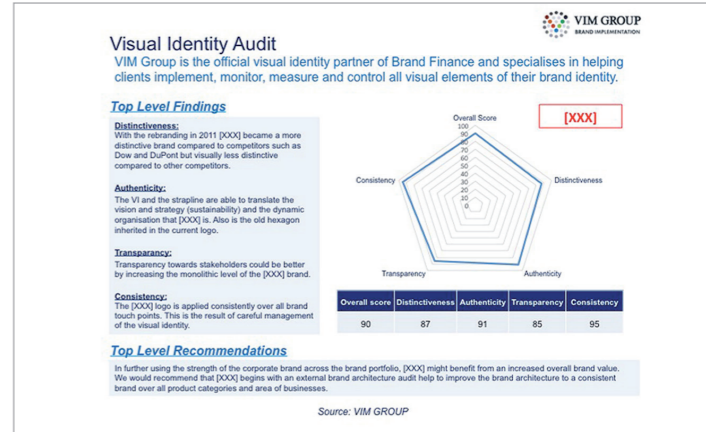 VIM GROUP
BRAND IMPLEMENTATION
Visual Identity Audit
VIM Group is the official visual identity partner of Brand Finance and specialises in helping
clients implement, monitor, measure and control all visual elements of their brand identity.
Top Level Findings
Distinctiveness:
With the rebranding in 2011 [XXX] became a more
distinctive brand compared to competitors such as
Dow and DuPont but visually less distinctive
compared to other competitors.
Authenticity:
The VI and the strapline are able to translate the
vision and strategy (sustainability) and the dynamic
organisation that [XXX] is. Also is the old hexagon
inherited in the current logo.
Transparancy:
Transparency towards stakeholders could be better
by increasing the monolithic level of the [XXX] brand.
Consistency:
The [XXX] logo is applied consistently over all brand
touch points. This is the result of careful management
of the visual identity.
[XXX]
Overall Score
100
90
80
70
60
50
40
30
20
10
0
Consistency
Distinctiveness
Transparency
Authenticity
Overall score Distinctiveness Authenticity Transparency Consistency
90 87 91 85 95
Top Level Recommendations
In further using the strength of the corporate brand across the brand portfolio, [XXX] might benefit from an increased overall brand value.
We would recommend that [XXX] begins with an external brand architecture audit help to improve the brand architecture to a consistent
brand over all product categories and area of businesses.
Source: VIM GROUP